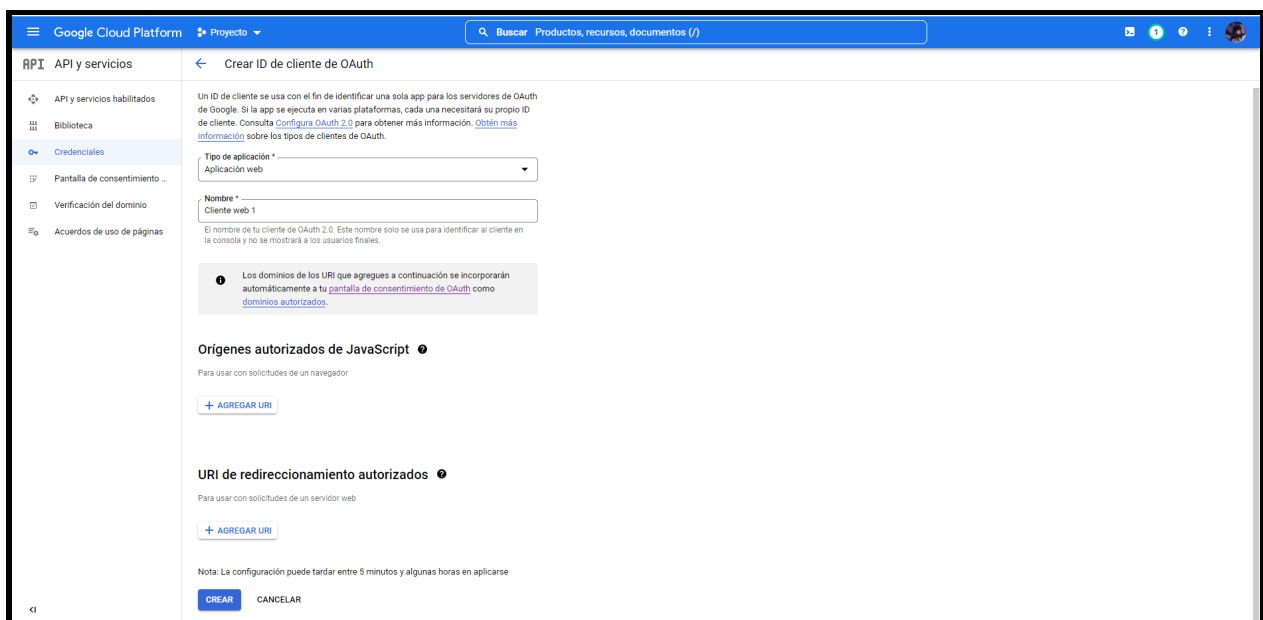 Google Cloud Platform
Proyecto
Buscar Productos, recursos, documentos (/)
1
API API y servicios
Crear ID de cliente de OAuth
API y servicios habilitados
Biblioteca
Credenciales
Pantalla de consentimiento ...
Verificación del dominio
Acuerdos de uso de páginas
Un ID de cliente se usa con el fin de identificar una sola app para los servidores de OAuth
de Google. Si la app se ejecuta en varias plataformas, cada una necesitará su propio ID
de cliente. Consulta Configura OAuth 2.0 para obtener más información. Obtén más
información sobre los tipos de clientes de OAuth.
Tipo de aplicación *
Aplicación web
Nombre *
Cliente web 1
El nombre de tu cliente de OAuth 2.0. Este nombre solo se usa para identificar al cliente en
la consola y no se mostrará a los usuarios finales.
Los dominios de los URI que agregues a continuación se incorporarán
automáticamente a tu pantalla de consentimiento de OAuth como
dominios autorizados.
Orígenes autorizados de JavaScript
Para usar con solicitudes de un navegador
+ AGREGAR URI
URI de redireccionamiento autorizados
Para usar con solicitudes de un servidor web
+ AGREGAR URI
Nota: La configuración puede tardar entre 5 minutos y algunas horas en aplicarse
CREAR CANCELAR